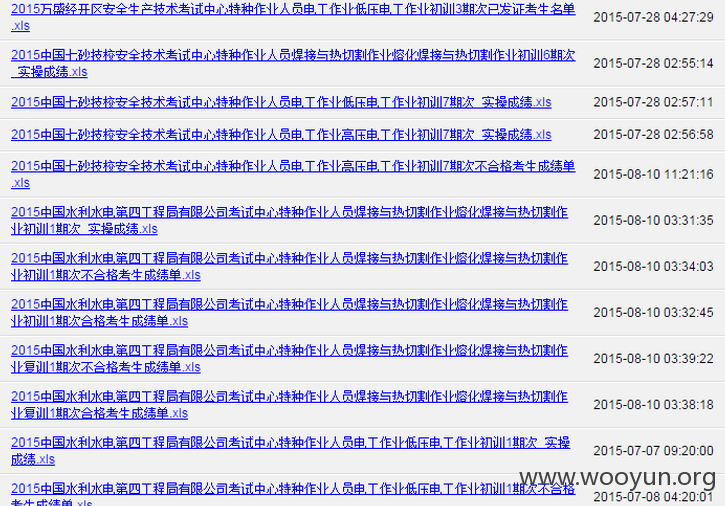 2015万盛经开区安全生产技术考试中心特种作业人员电工作业低压电工作业初训3期次已发证考生名单
.xls
2015-07-28 04:27:29
2015中国七砂技校安全技术考试中心特种作业人员焊接与热切割作业熔化焊接与热切割作业初训6期次
_实操成绩.xls
2015-07-28 02:55:14
2015中国七砂技校安全技术考试中心特种作业人员电工作业低压电工作业初训7期次_实操成绩.xls
2015-07-28 02:57:11
2015中国七砂技校安全技术考试中心特种作业人员电工作业高压电工作业初训7期次_实操成绩.xls
2015-07-28 02:56:58
2015中国七砂技校安全技术考试中心特种作业人员电工作业高压电工作业初训7期次不合格考生成绩单
.xls
2015-08-10 11:21:16
2015中国水利水电第四工程局有限公司考试中心特种作业人员焊接与热切割作业熔化焊接与热切割作
业初训1期次_实操成绩.xls
2015-08-10 03:31:35
2015中国水利水电第四工程局有限公司考试中心特种作业人员焊接与热切割作业熔化焊接与热切割作
业初训1期次不合格考生成绩单.xls
2015-08-10 03:34:03
2015中国水利水电第四工程局有限公司考试中心特种作业人员焊接与热切割作业熔化焊接与热切割作
业初训1期次合格考生成绩单.xls
2015-08-10 03:32:45
2015中国水利水电第四工程局有限公司考试中心特种作业人员焊接与热切割作业熔化焊接与热切割作
业复训1期次不合格考生成绩单.xls
2015-08-10 03:39:22
2015中国水利水电第四工程局有限公司考试中心特种作业人员焊接与热切割作业熔化焊接与热切割作
业复训1期次合格考生成绩单.xls
2015-08-10 03:38:18
2015中国水利水电第四工程局有限公司考试中心特种作业人员电工作业低压电工作业初训1期次_实操
成绩.xls
2015-07-07 09:20:00
2015中国水利水电第四工程局有限公司考试中心特种作业人员电工作业低压电工作业初训1期次不合格
考生成绩单.xls
2015-07-08 04:20:01
www.wooyun.org